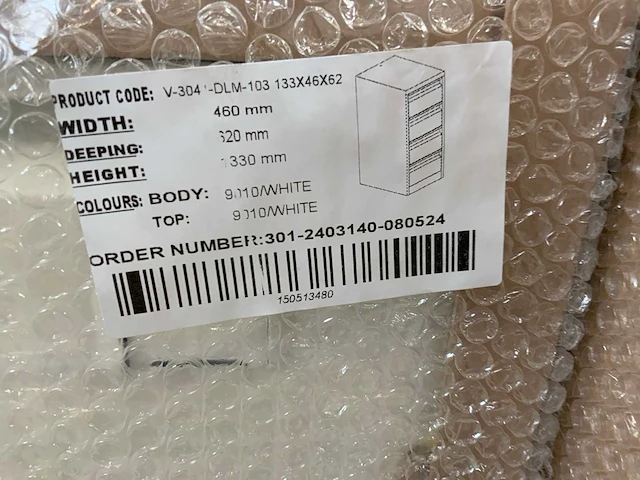 PRODUCT CODE: V-304 -DLM-103 133X46X62
WIDTH: 460 mm
DEEPING: 620 mm
HEIGHT: 1330 mm
COLOURS: BODY: 9010/WHITE
TOP: 9010/WHITE
ORDER NUMBER:301-2403140-080524
150513480